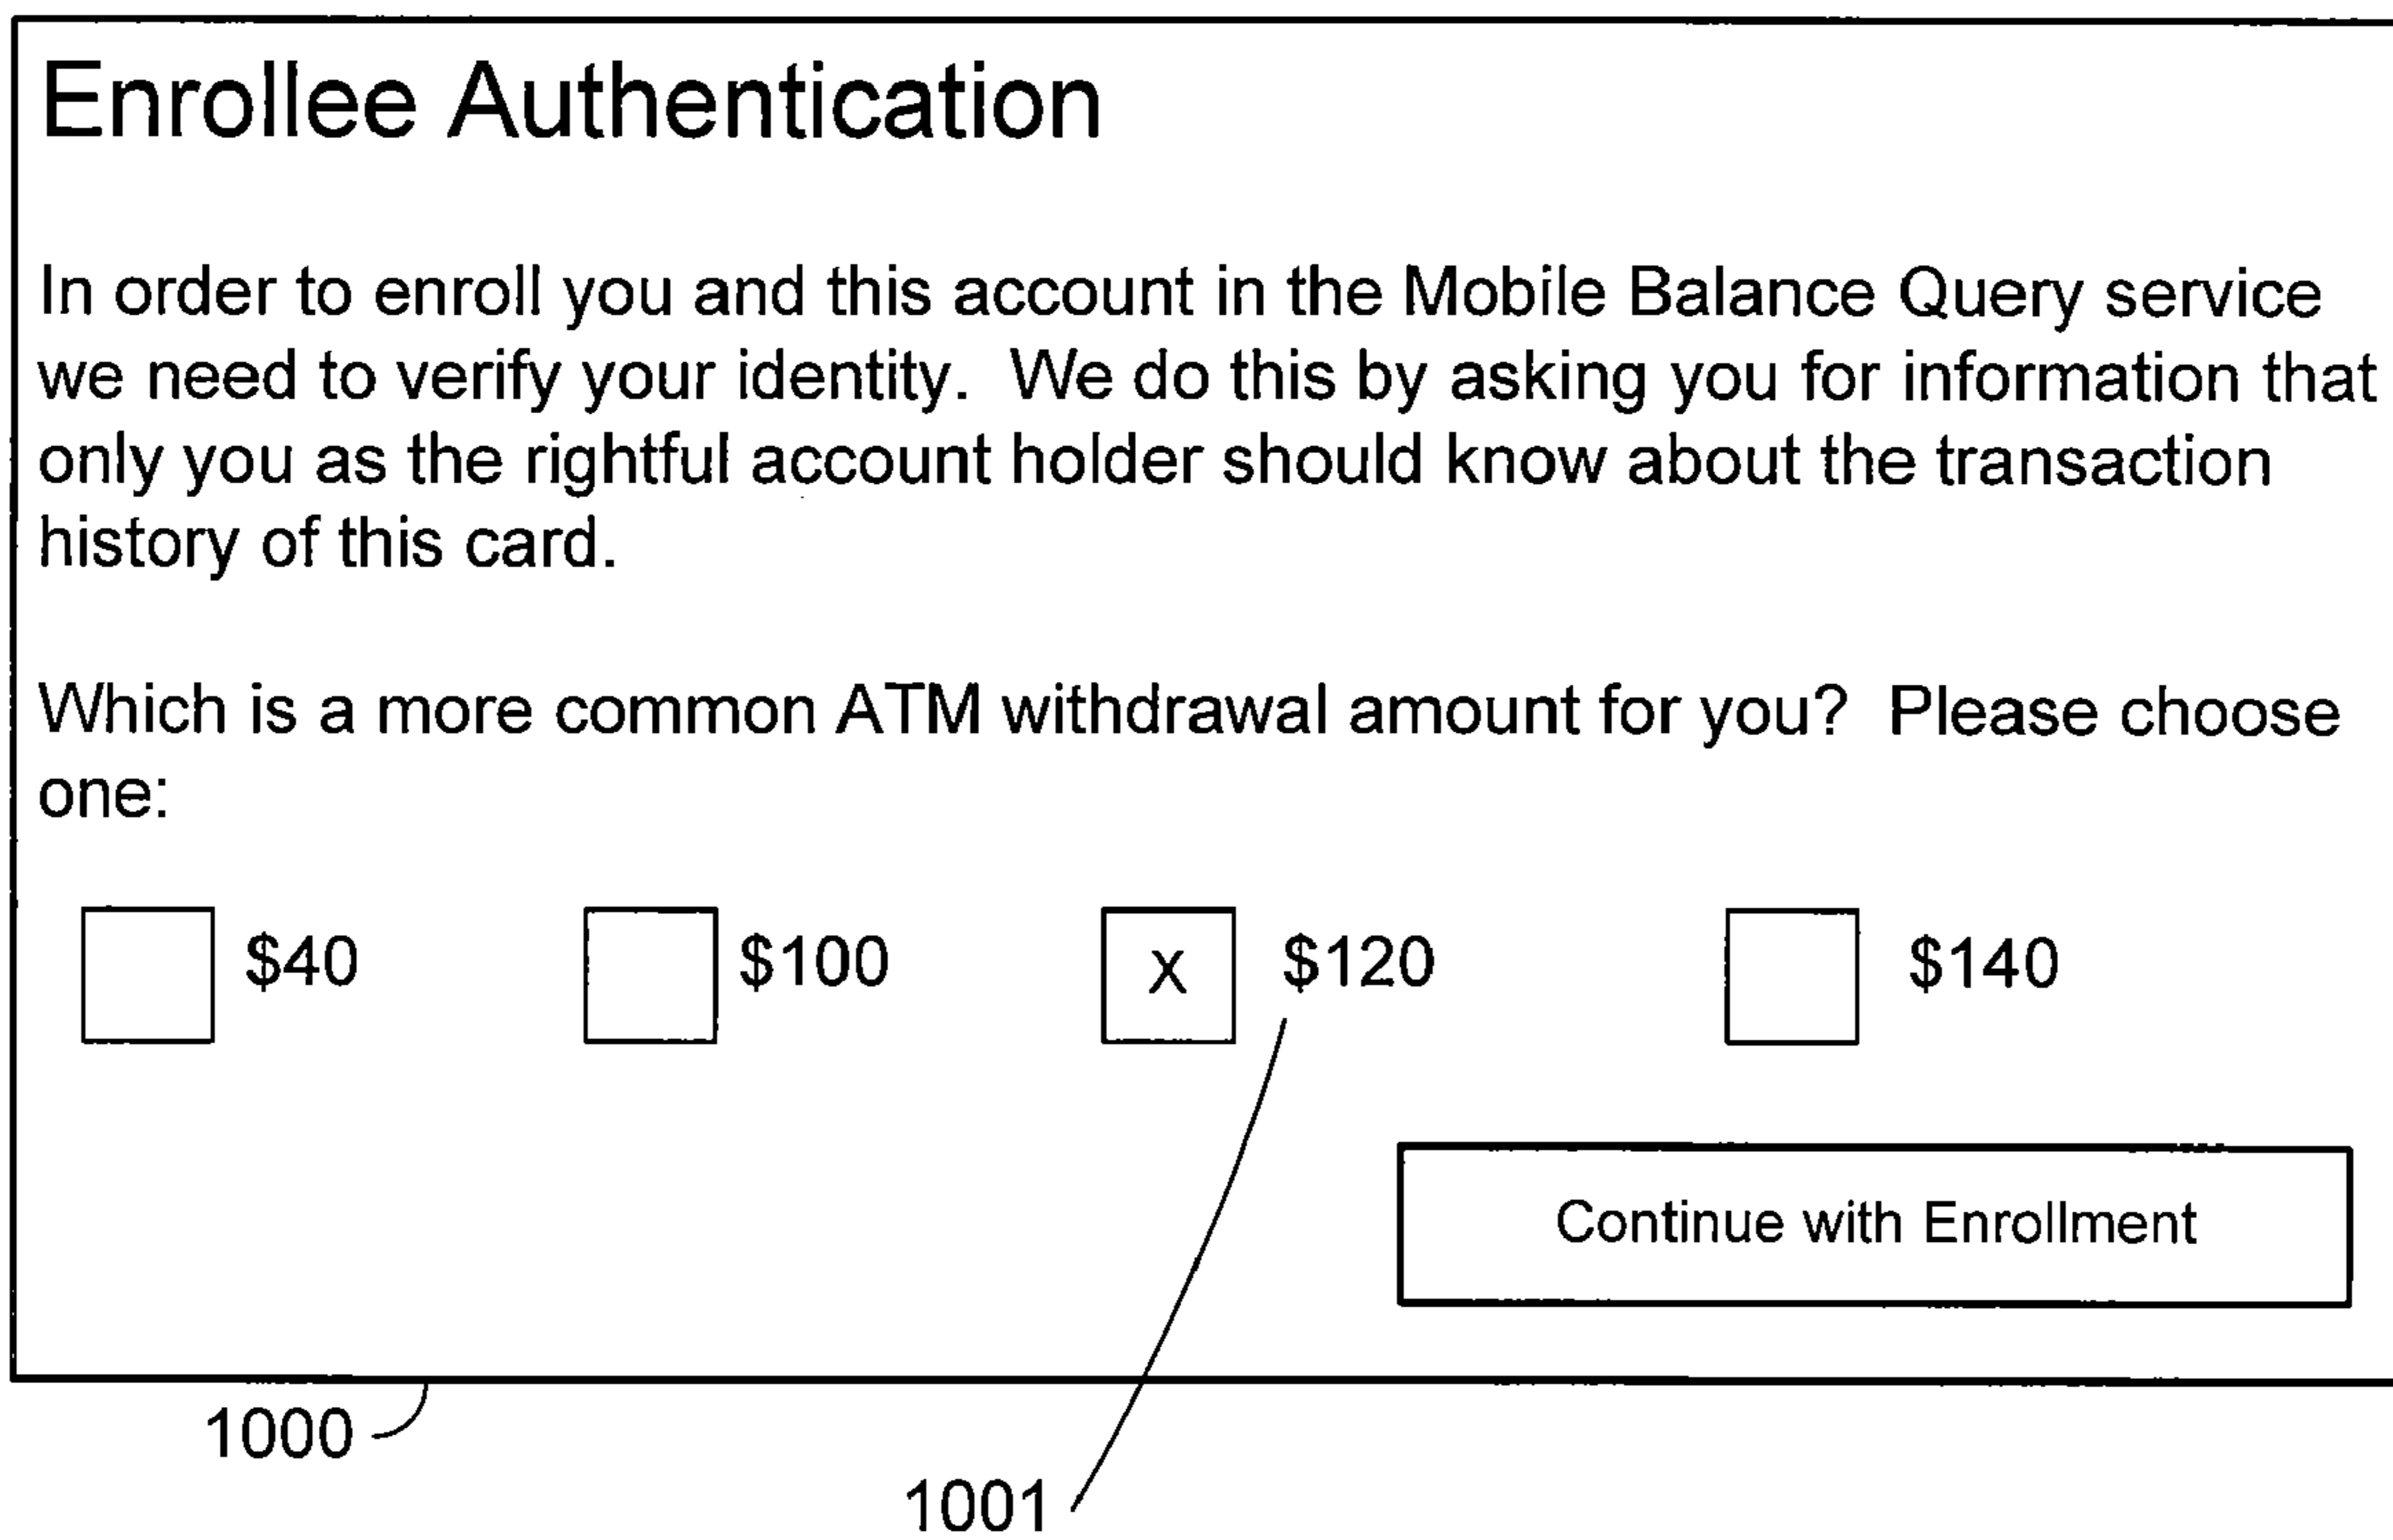 Enrollee Authentication
In order to enroll you and this account in the Mobile Balance Query service
we need to verify your identity.  We do this by asking you for information that
only you as the rightful account holder should know about the transaction
history of this card.
Which is a more common ATM withdrawal amount for you?  Please choose
one:
$40 $100 X $120 $140
Continue with Enrollment
1000
1001